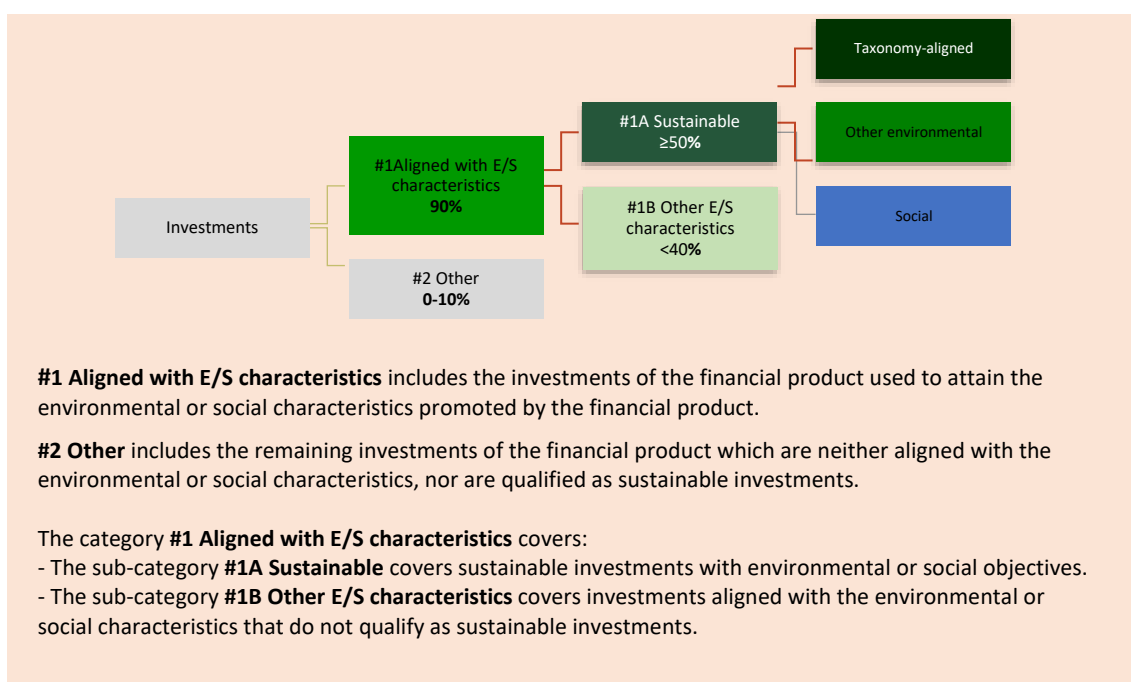 Taxonomy-aligned
#1A Sustainable
≥50%
Other environmental
#1Aligned with E/S
characteristics
90%
#1B Other E/S
characteristics
<40%
Social
Investments
#2 Other
0-10%
#1 Aligned with E/S characteristics includes the investments of the financial product used to attain the
environmental or social characteristics promoted by the financial product.
#2 Other includes the remaining investments of the financial product which are neither aligned with the
environmental or social characteristics, nor are qualified as sustainable investments.
The category #1 Aligned with E/S characteristics covers:
- The sub-category #1A Sustainable covers sustainable investments with environmental or social objectives.
- The sub-category #1B Other E/S characteristics covers investments aligned with the environmental or
social characteristics that do not qualify as sustainable investments.